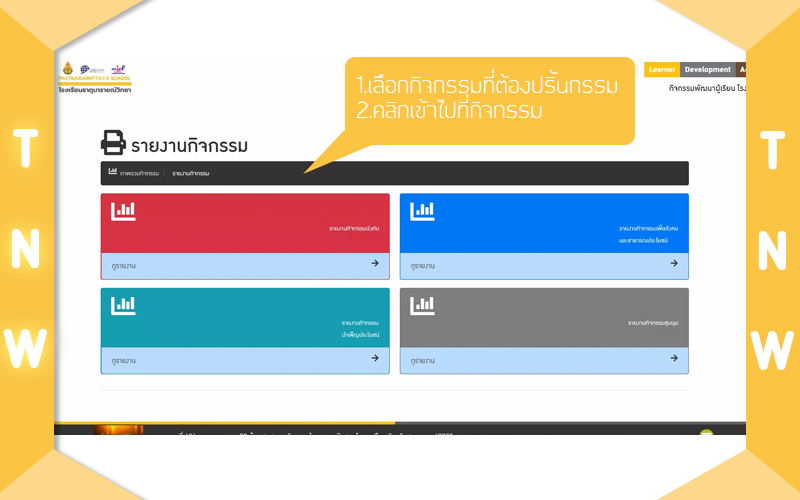 THATNARAIWITTAYA SCHOOL
โรงเรียนธาตุนารายณ์วิทยา
Learner Development
กิจกรรมพัฒนาผู้เรียน
1.เลือกกิจกรรมที่ต้องปริ้นกรรม
2.คลิกเข้าไปที่กิจกรรม
รายงานกิจกรรม
ภาพรวมกิจกรรม / รายงานกิจกรรม
รายงานกิจกรรมบังคับ
ดูรายงาน
รายงานกิจกรรมเพื่อสังคม
และสาธารณประโยชน์
ดูรายงาน
รายงานกิจกรรม
บำเพ็ญประโยชน์
ดูรายงาน
รายงานกิจกรรมชุมนุม
ดูรายงาน
T
N
W
T
N
W